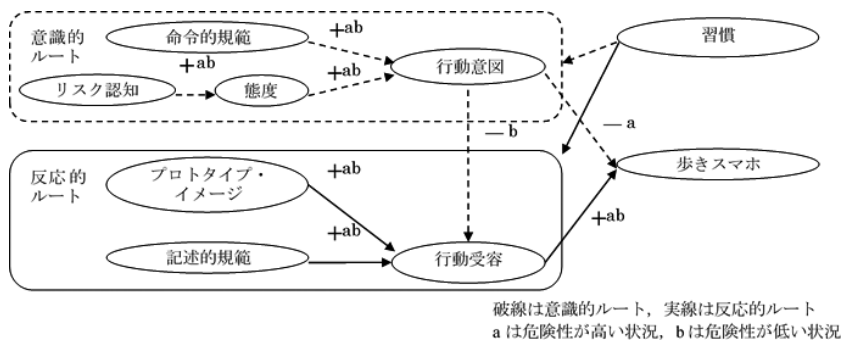 意識的
ルート
命令的規範
+ab
習慣
+ab
+ab
行動意図
リスク認知
態度
— b
— a
反応的
ルート
プロトタイプ・
イメージ
+ab
歩きスマホ
+ab
+ab
記述的規範
行動受容
破線は意識的ルート，実線は反応的ルート
a は危険性が高い状況，b は危険性が低い状況